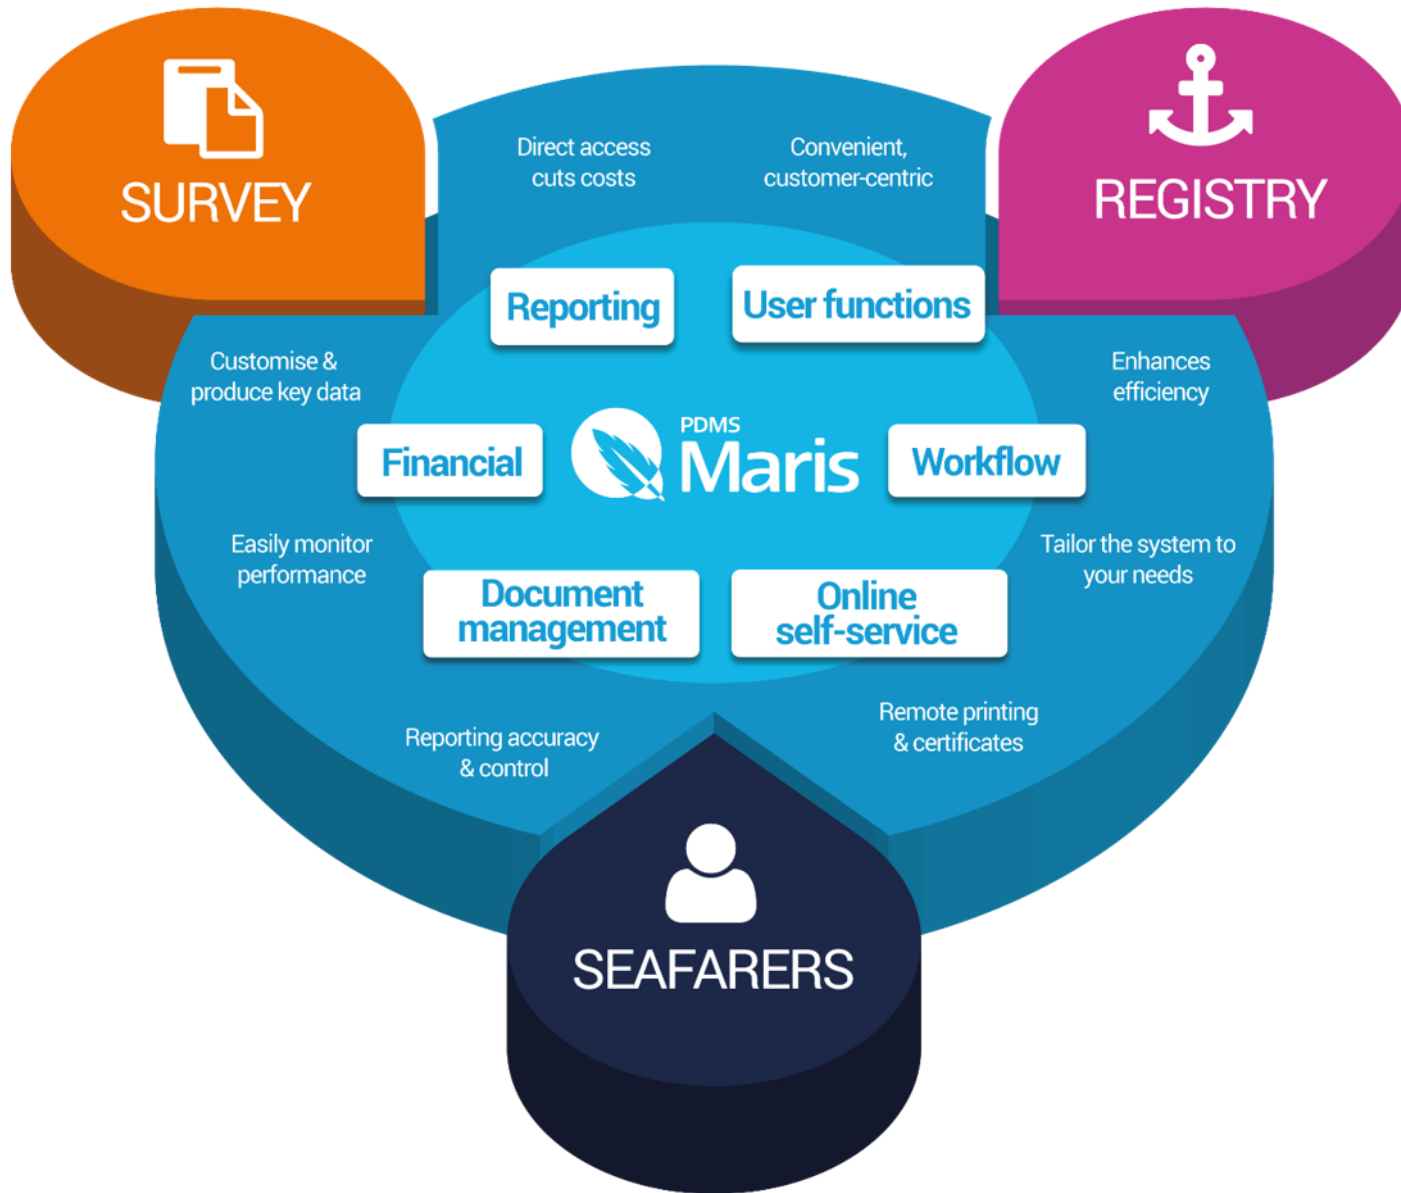 SURVEY
REGISTRY
Direct access
cuts costs
Convenient,
customer-centric
Reporting
User functions
Customise &
produce key data
Enhances
efficiency
Financial
PDMS
Maris
Workflow
Easily monitor
performance
Tailor the system to
your needs
Document
management
Online
self-service
Reporting accuracy
& control
Remote printing
& certificates
SEAFARERS